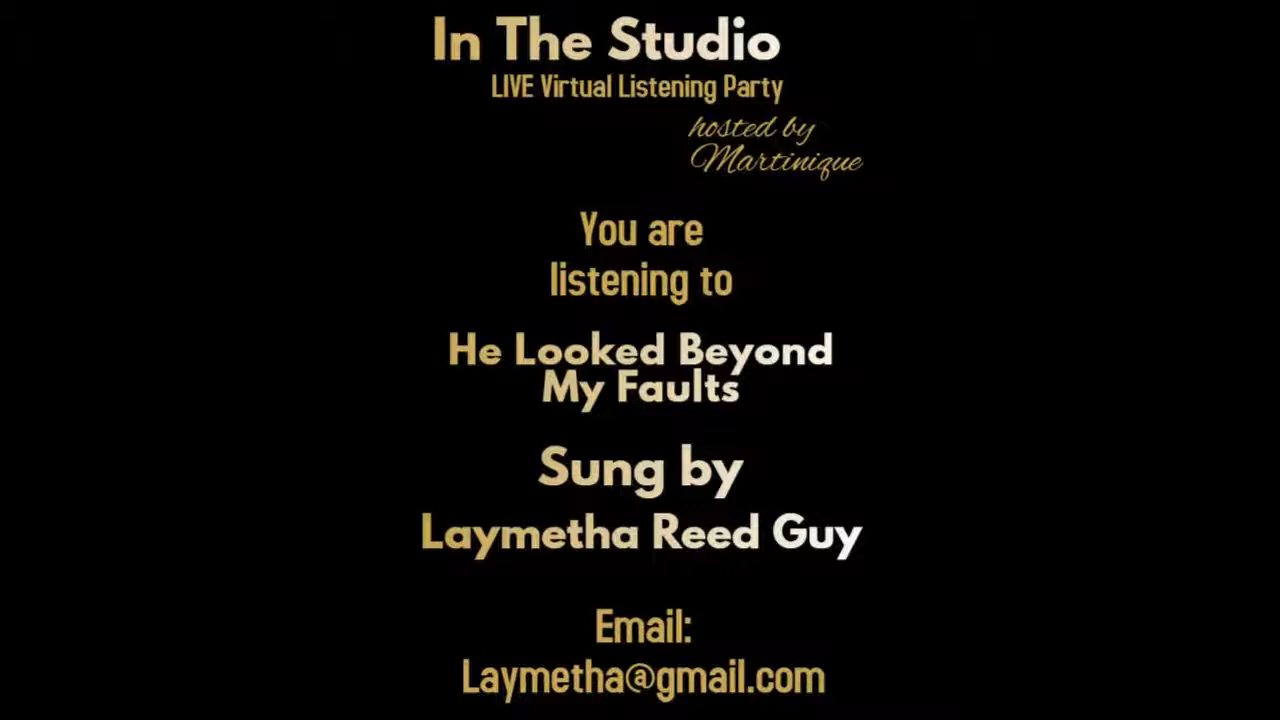 In The Studio
LIVE Virtual Listening Party
hosted by
Martinique
You are
listening to
He Looked Beyond
My Faults
Sung by
Laymetha Reed Guy
Email:
Laymetha@gmail.com